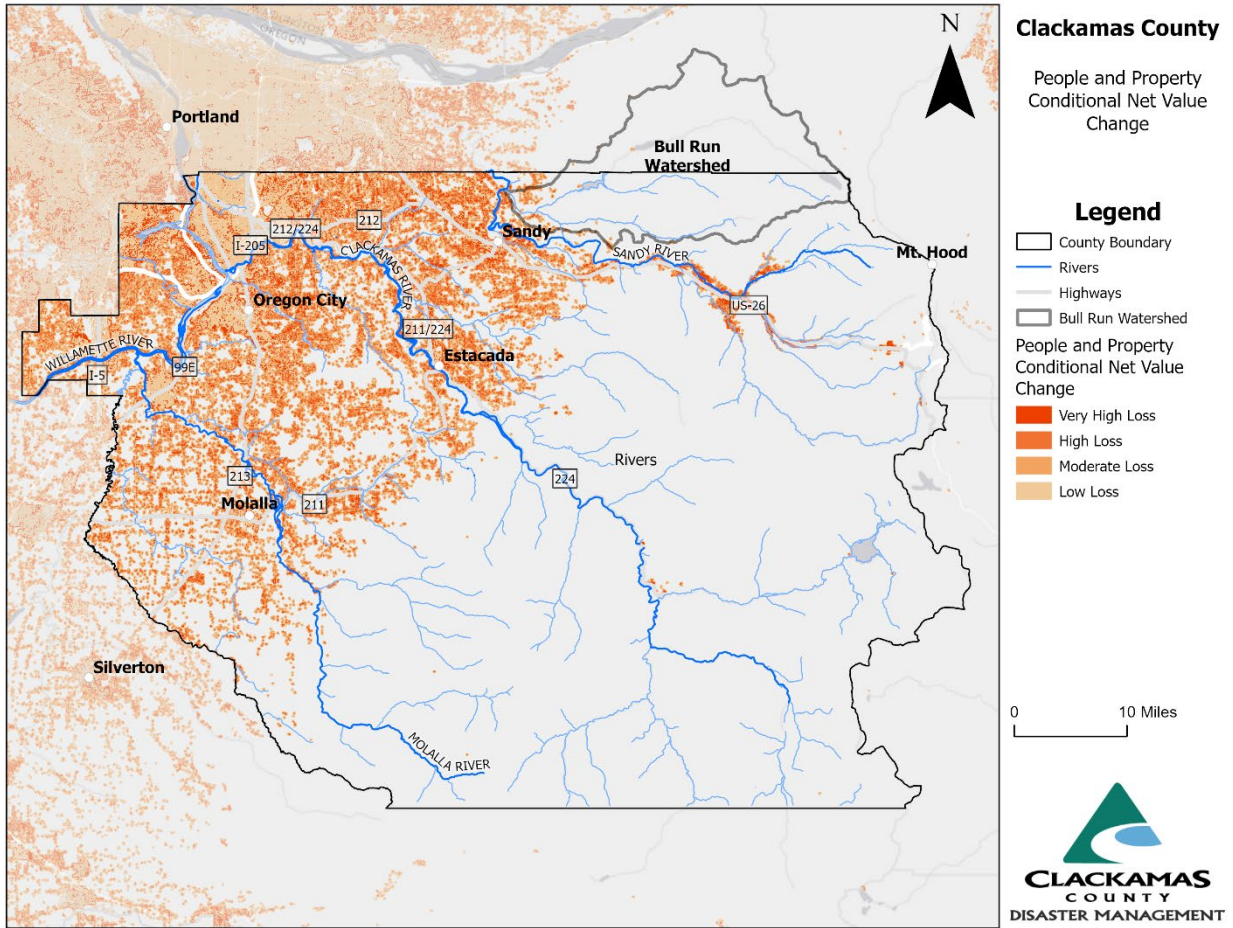 OREGON
N
Portland
Bull Run
Watershed
212
212/224
I-205
Sandy
CLACKAMAS RIVER
SANDY RIVER
Mt. Hood
Oregon City
US-26
211/224
WILLAMETTE RIVER
Estacada
99E
I-5
Rivers
213
224
Molalla
211
Silverton
MOLALLA RIVER
Clackamas County
People and Property
Conditional Net Value
Change
Legend
County Boundary
Rivers
Highways
Bull Run Watershed
People and Property
Conditional Net Value
Change
Very High Loss
High Loss
Moderate Loss
Low Loss
0 10 Miles
CLACKAMAS
COUNTY
DISASTER MANAGEMENT